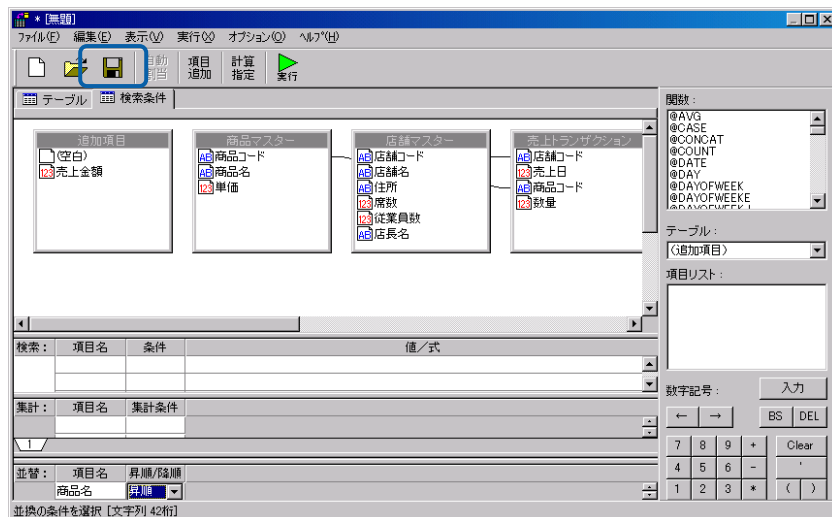 * [無題]
ファイル(F) 編集(E) 表示(V) 実行(X) オプション(O) ヘルプ(H)
自動 項目 計算
割当 追加 指定 実行
テーブル 検索条件
追加項目
(空白)
売上金額
商品マスター
商品コード
商品名
単価
店舗マスター
店舗コード
店舗名
住所
席数
従業員数
店長名
売上トランザクション
店舗コード
売上日
商品コード
数量
検索: 項目名 条件 値/式
集計: 項目名 集計条件
1
並替: 項目名 昇順/降順
商品名 昇順
並換の条件を選択 [文字列 42桁]
関数:
@AVG
@CASE
@CONCAT
@COUNT
@DATE
@DAY
@DAYOFWEEK
@DAYOFWEEKE
テーブル:
(追加項目)
項目リスト:
数字記号: 入力
← → BS DEL
7 8 9 + Clear
4 5 6 - '
1 2 3 * ( )